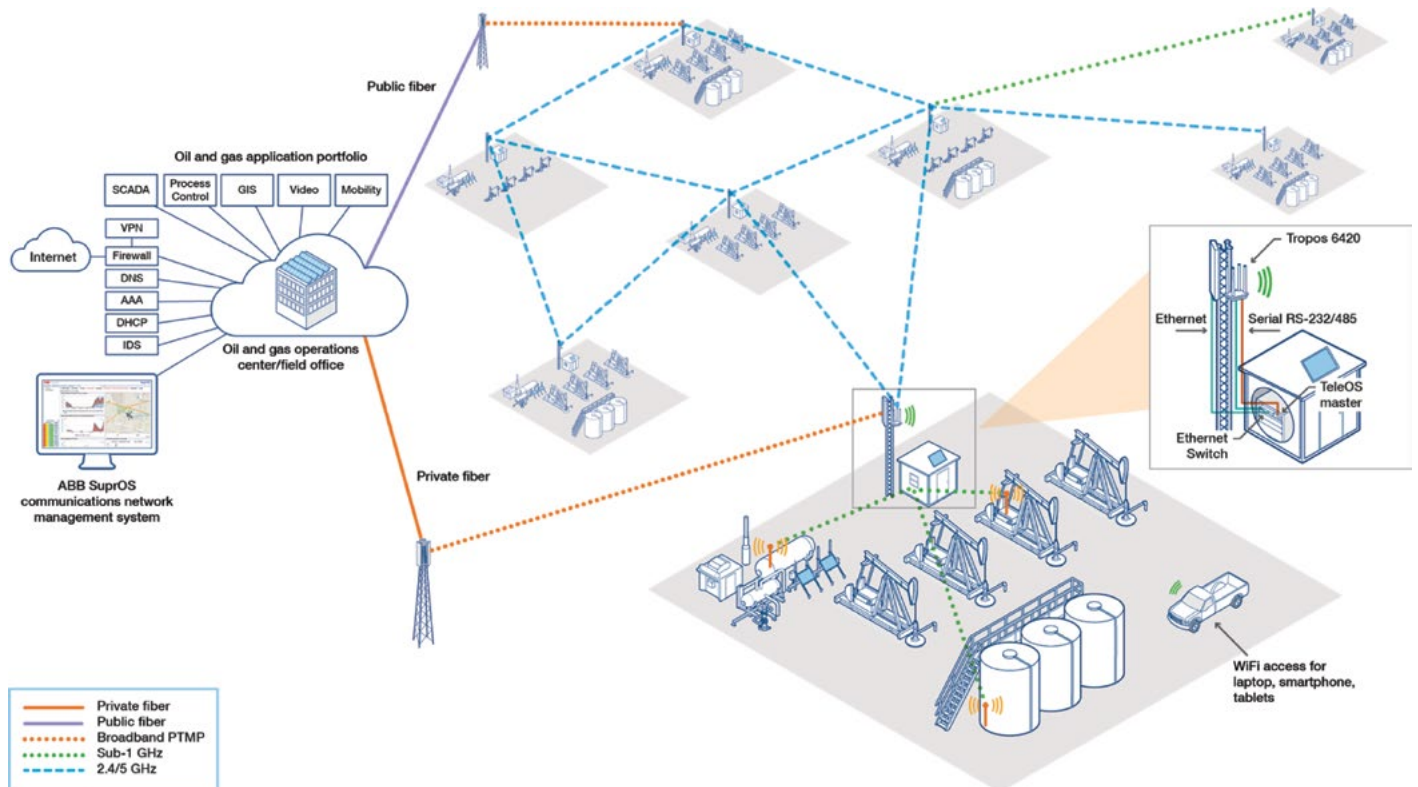 Public fiber
Oil and gas application portfolio
SCADA
Process
Control
GIS
Video
Mobility
VPN
Internet
Firewall
DNS
AAA
DHCP
IDS
Oil and gas operations
center/field office
ABB SuprOS
communications network
management system
Private fiber
Tropos 6420
Ethernet
Serial RS-232/485
TeleOS
master
Ethernet
Switch
WiFi access for
laptop, smartphone,
tablets
Private fiber
Public fiber
Broadband PTMP
Sub-1 GHz
2.4/5 GHz